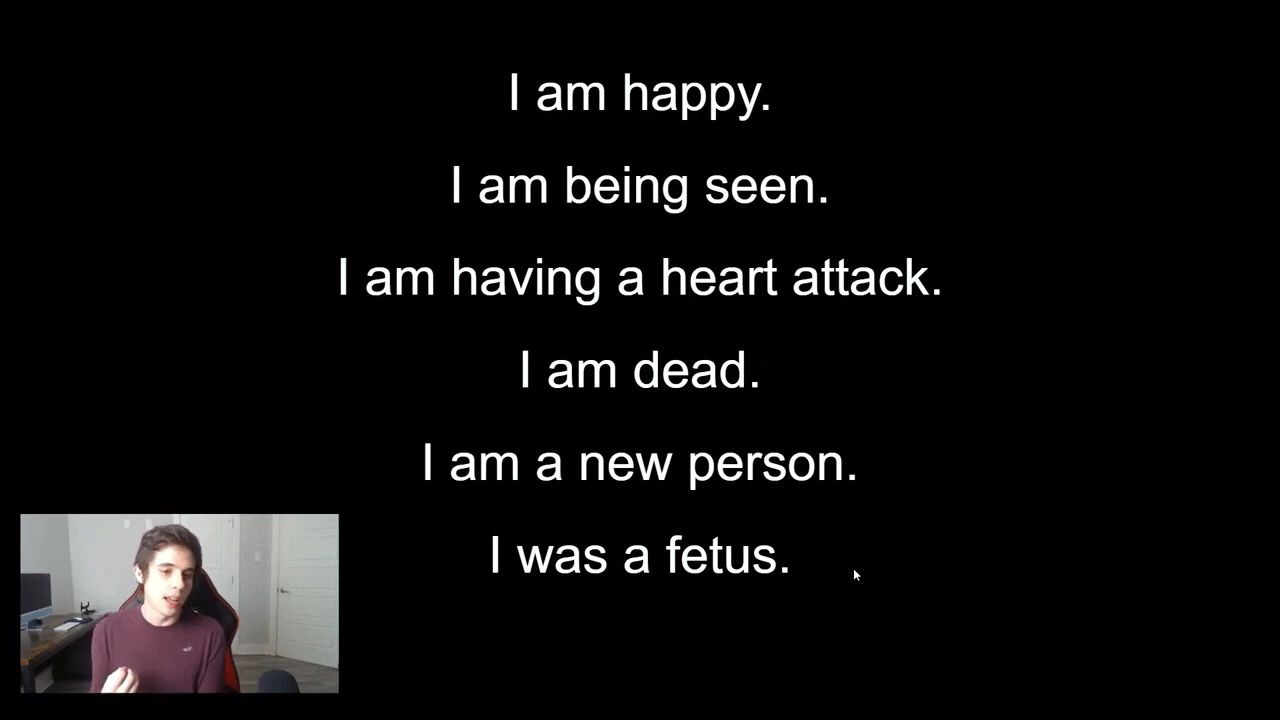 I am happy.
I am being seen.
I am having a heart attack.
I am dead.
I am a new person.
I was a fetus.